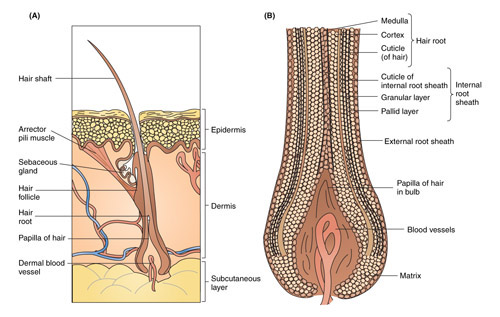 (A)
Hair shaft
Arrector
pili muscle
Sebaceous
gland
Hair
follicle
Hair
root
Papilla of hair
Dermal blood
vessel
Epidermis
Dermis
Subcutaneous
layer
(B)
Medulla
Cortex
Cuticle
(of hair)
Hair root
Cuticle of
internal root sheath
Granular layer
Pallid layer
Internal
root
sheath
External root sheath
Papilla of hair
in bulb
Blood vessels
Matrix